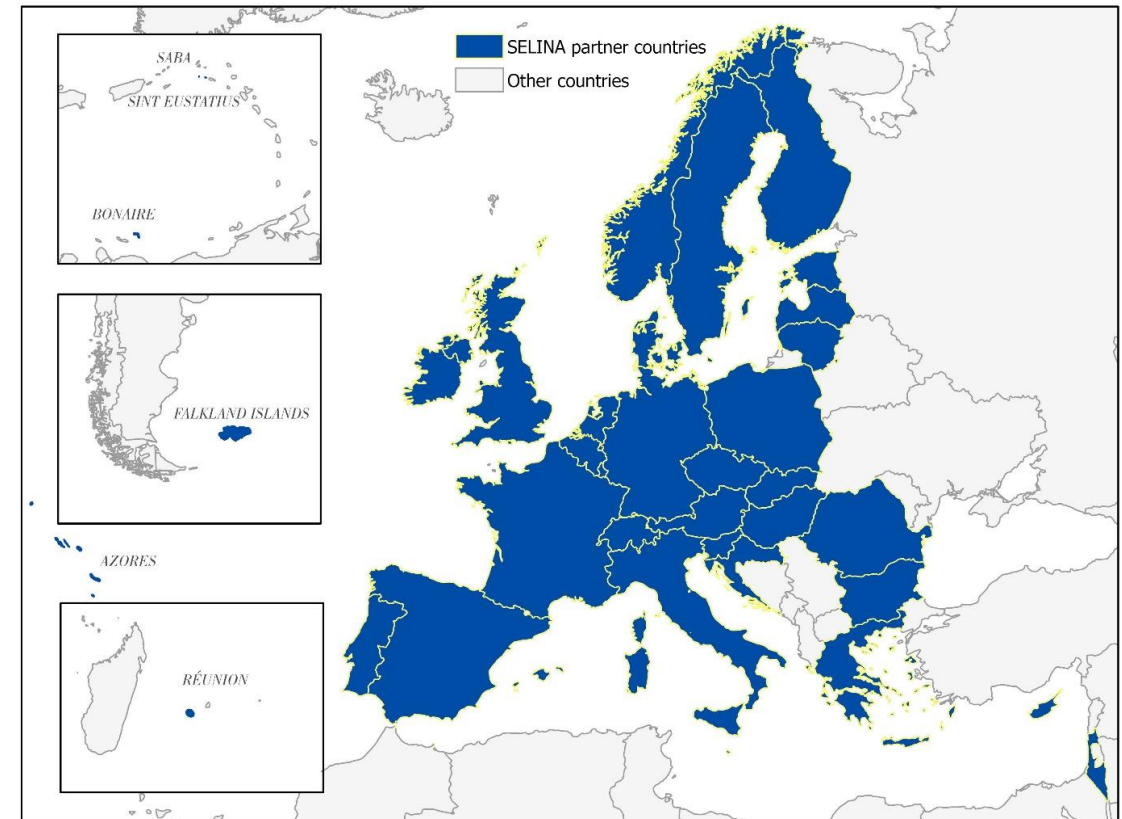 SELINA partner countries
Other countries
SABA
SINT EUSTATIUS
BONAIRE
FALKLAND ISLANDS
AZORES
RÉUNION